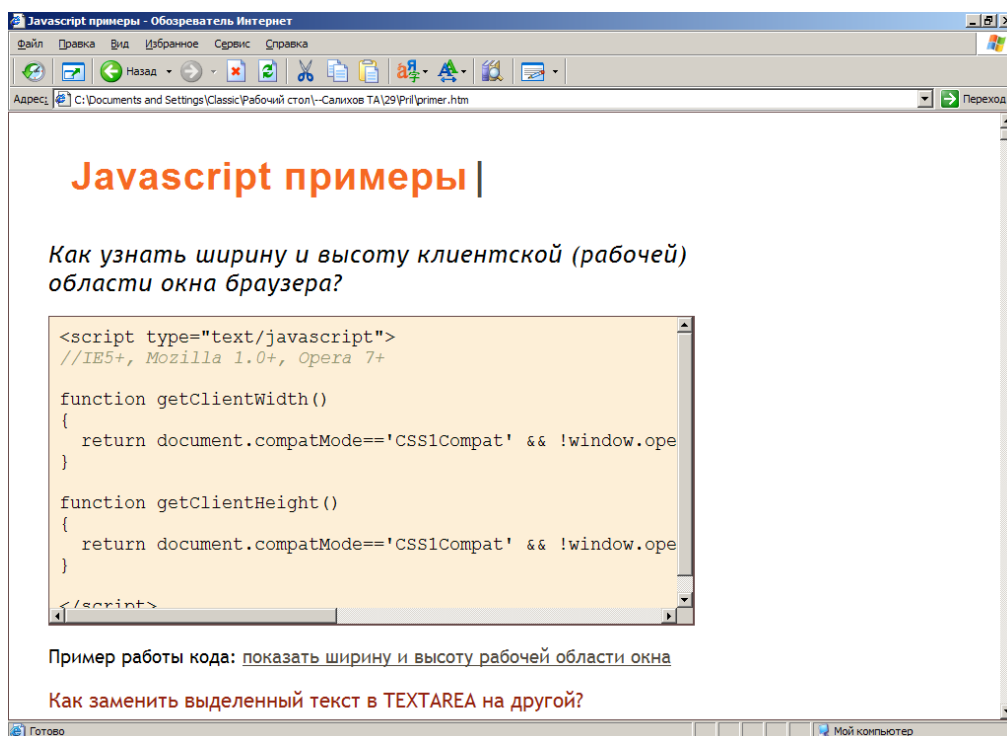 Javascript примеры - Обозреватель Интернет
Файл Правка Вид Избранное Сервис Справка
Назад
Адрес: C:\Documents and Settings\Classic\Рабочий стол\--Салихов ТА\29\Pril\primer.htm Переход
Javascript примеры|
Как узнать ширину и высоту клиентской (рабочей)
области окна браузера?
<script type="text/javascript">
//IE5+, Mozilla 1.0+, Opera 7+
function getClientWidth()
{
return document.compatMode=='CSS1Compat' && !window.ope
}
function getClientHeight()
{
return document.compatMode=='CSS1Compat' && !window.ope
}
</script>
Пример работы кода: показать ширину и высоту рабочей области окна
Как заменить выделенный текст в TEXTAREA на другой?
Готово Мой компьютер